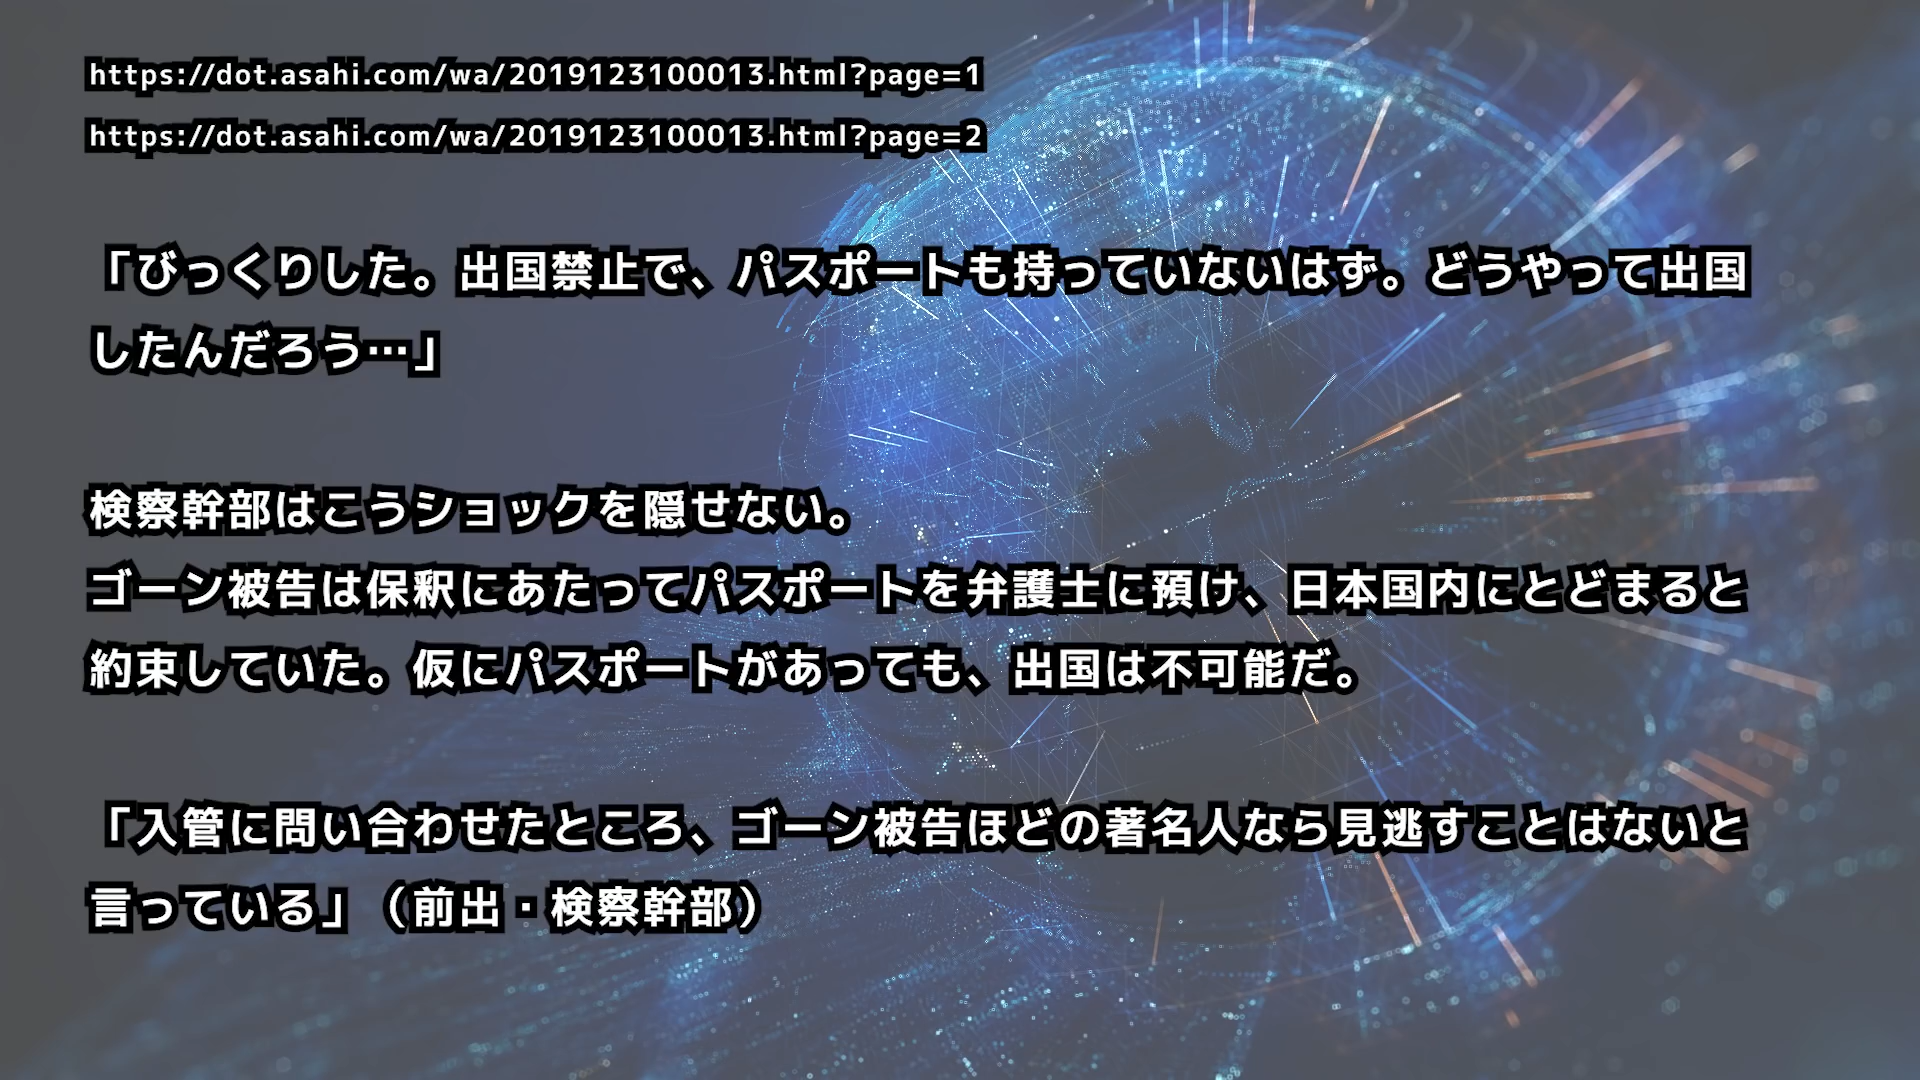 https://dot.asahi.com/wa/2019123100013.html?page=1
https://dot.asahi.com/wa/2019123100013.html?page=2
「びっくりした。出国禁止で、パスポートも持っていないはず。どうやって出国
したんだろう…」
検察幹部はこうショックを隠せない。
ゴーン被告は保釈にあたってパスポートを弁護士に預け、日本国内にとどまると
約束していた。仮にパスポートがあっても、出国は不可能だ。
「入管に問い合わせたところ、ゴーン被告ほどの著名人なら見逃すことはないと
言っている」（前出・検察幹部）